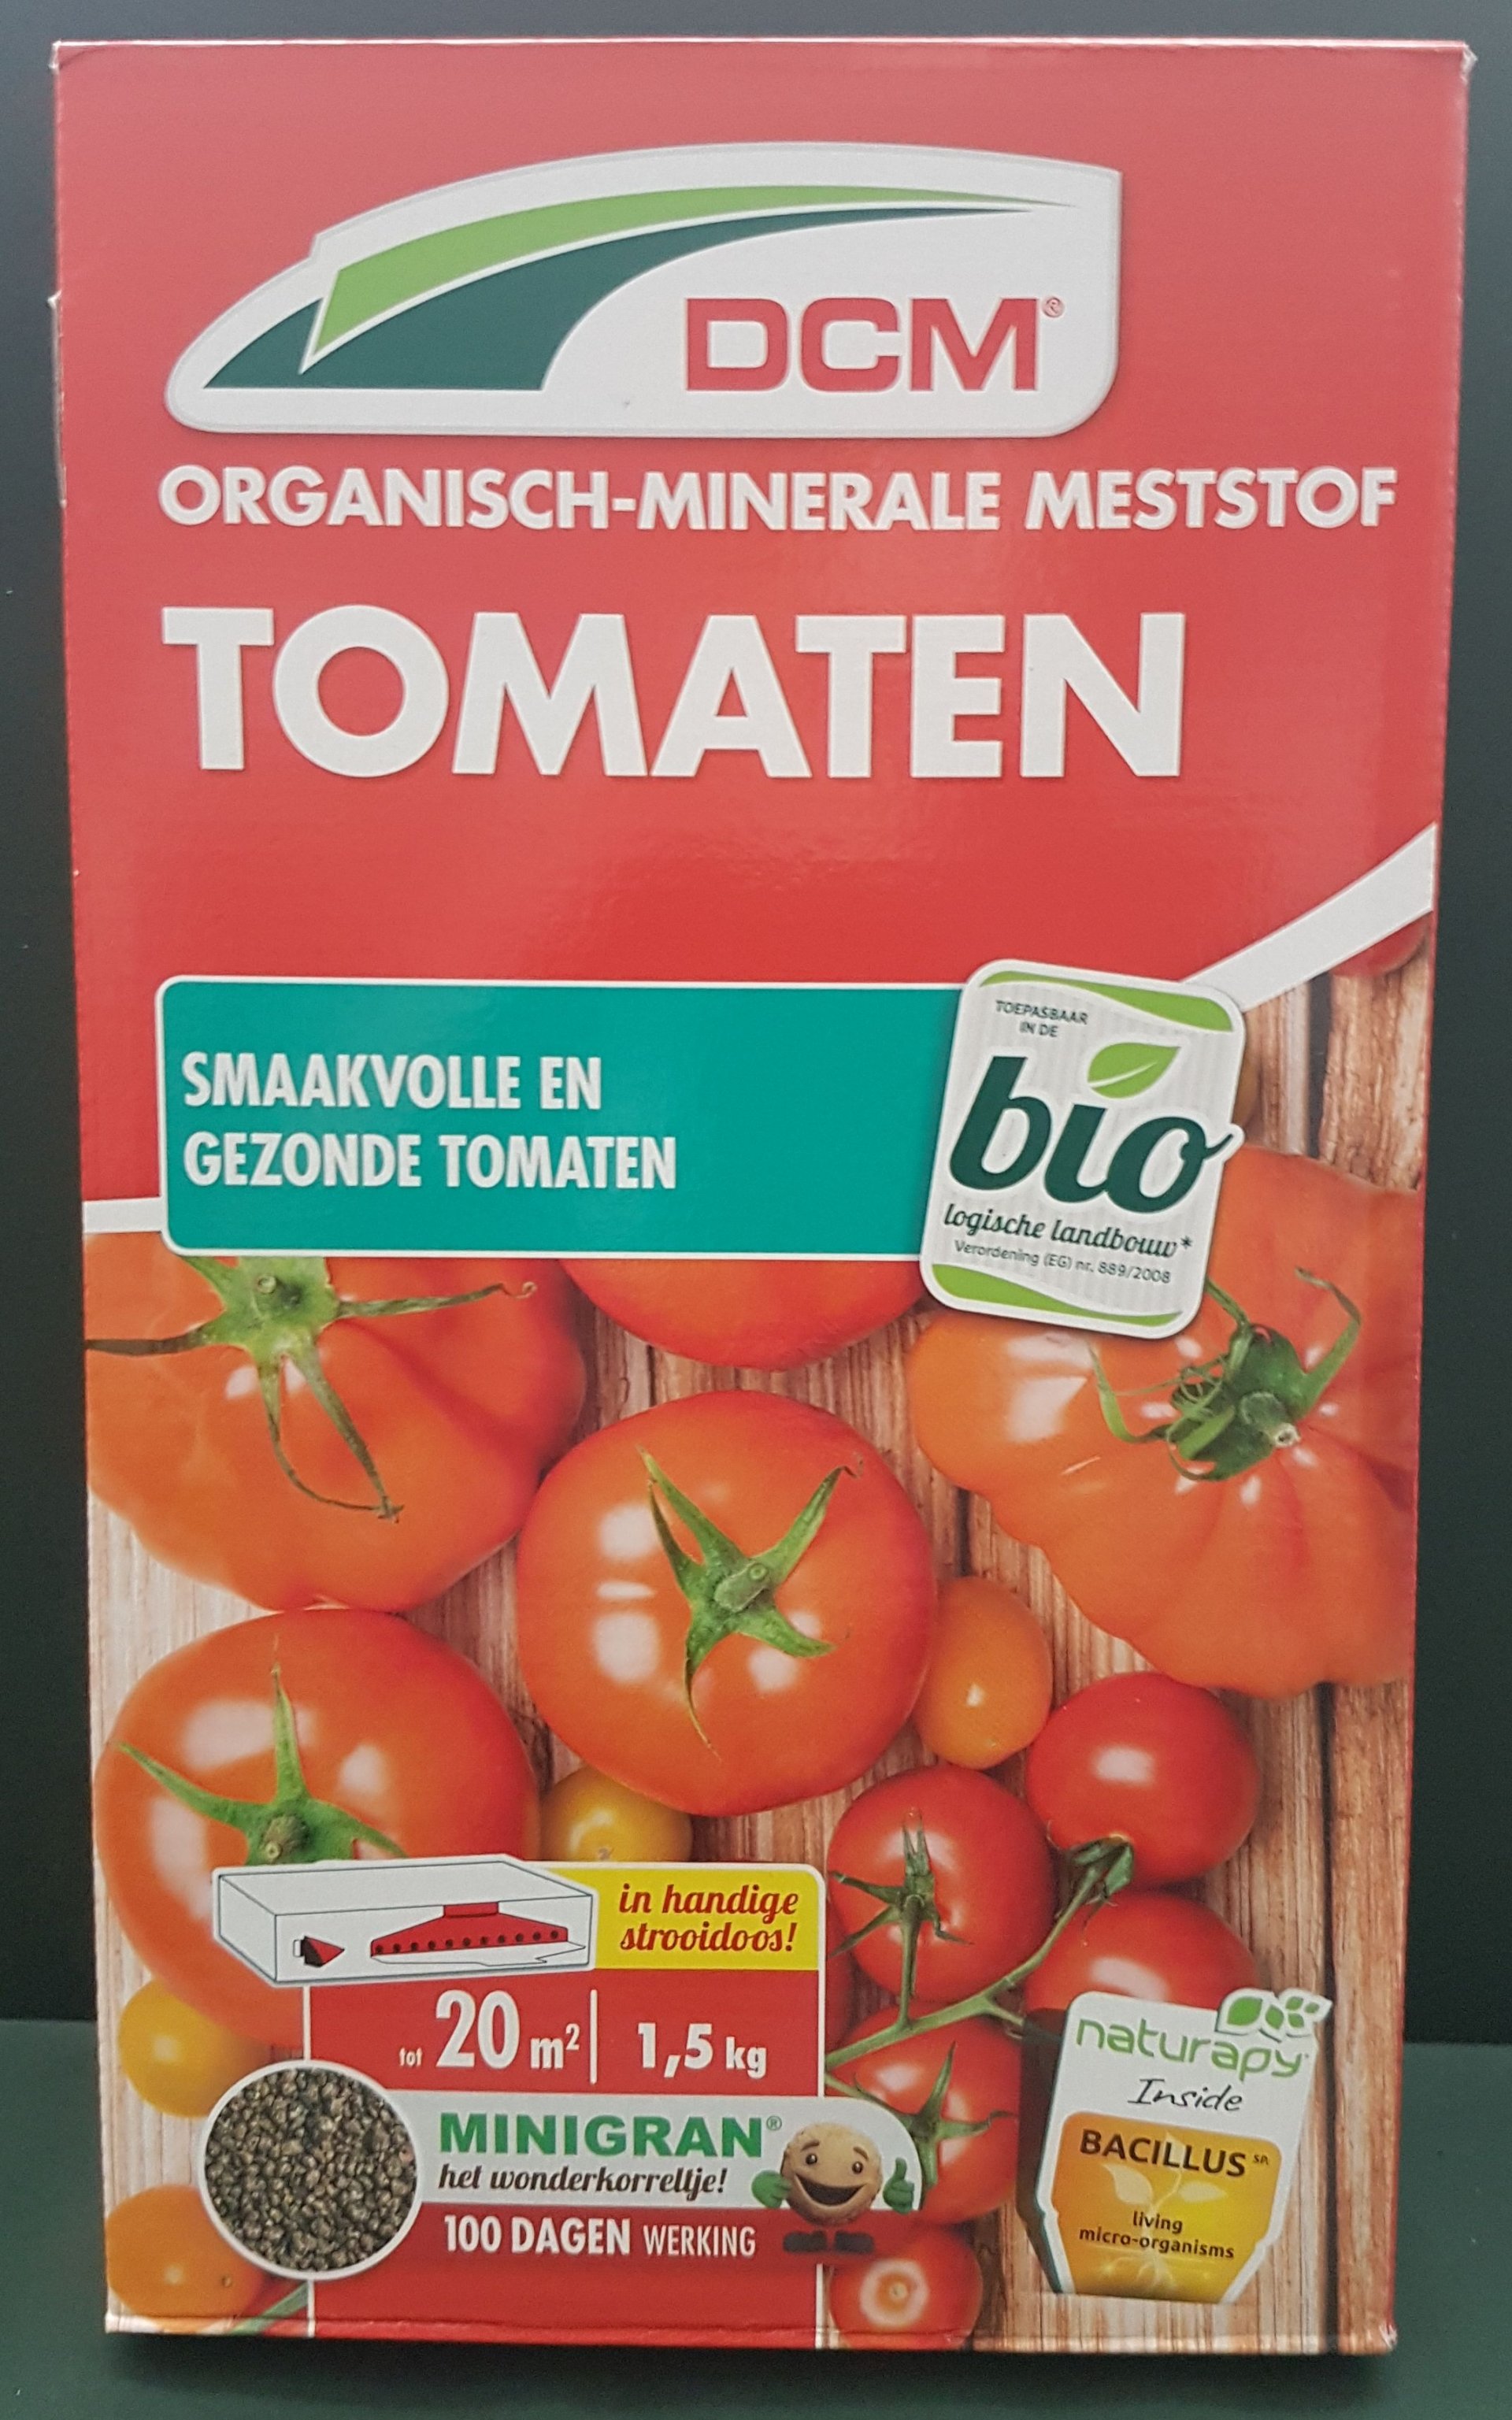 DCM®
ORGANISCH-MINERALE MESTSTOF
TOMATEN
SMAAKVOLLE EN
GEZONDE TOMATEN
TOEPASBAAR
IN DE
bio
logische landbouw*
Verordening (EG) nr. 889/2008
in handige
strooidoos!
tot 20 m² 1,5 kg
MINIGRAN®
het wonderkorreltje!
100 DAGEN WERKING
naturapy
Inside
BACILLUS SP.
living
micro-organisms